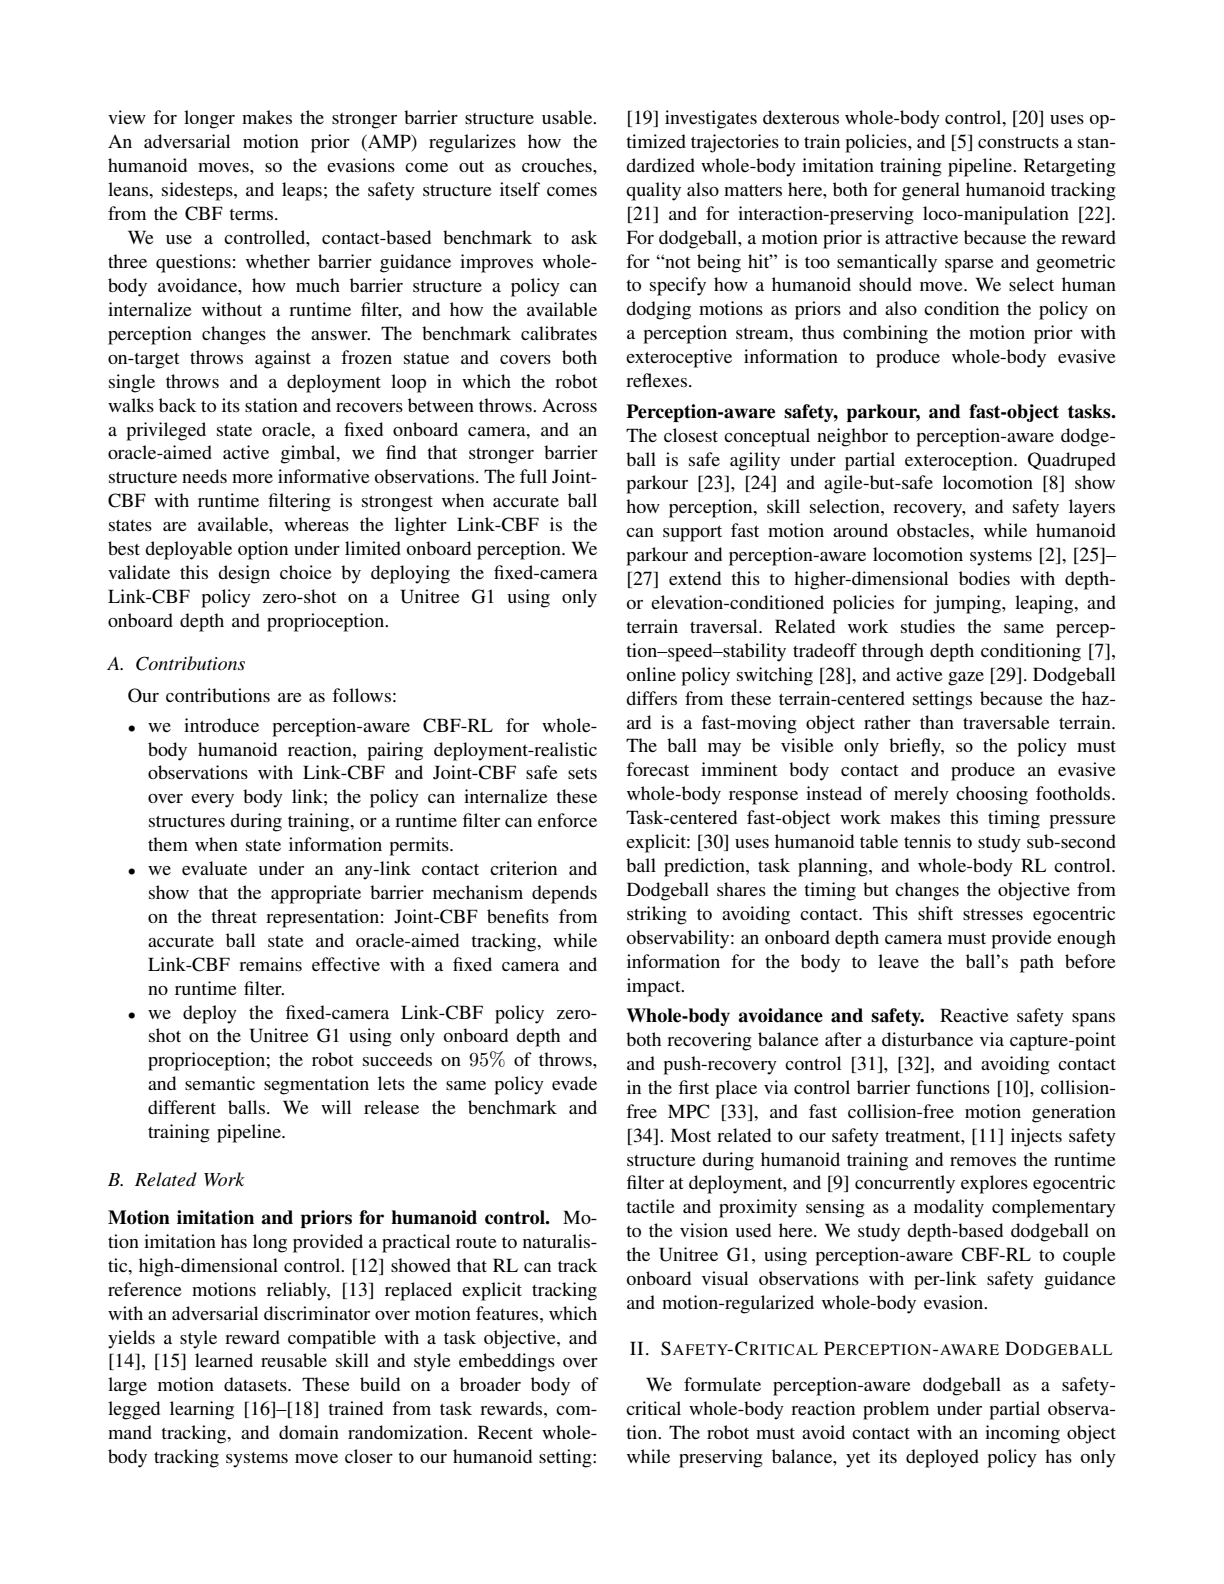 view for longer makes the stronger barrier structure usable.
An adversarial motion prior (AMP) regularizes how the
humanoid moves, so the evasions come out as crouches,
leans, sidesteps, and leaps; the safety structure itself comes
from the CBF terms.
We use a controlled, contact-based benchmark to ask
three questions: whether barrier guidance improves whole-
body avoidance, how much barrier structure a policy can
internalize without a runtime filter, and how the available
perception changes the answer. The benchmark calibrates
on-target throws against a frozen statue and covers both
single throws and a deployment loop in which the robot
walks back to its station and recovers between throws. Across
a privileged state oracle, a fixed onboard camera, and an
oracle-aimed active gimbal, we find that stronger barrier
structure needs more informative observations. The full Joint-
CBF with runtime filtering is strongest when accurate ball
states are available, whereas the lighter Link-CBF is the
best deployable option under limited onboard perception. We
validate this design choice by deploying the fixed-camera
Link-CBF policy zero-shot on a Unitree G1 using only
onboard depth and proprioception.
A. Contributions
Our contributions are as follows:
• we introduce perception-aware CBF-RL for whole-
body humanoid reaction, pairing deployment-realistic
observations with Link-CBF and Joint-CBF safe sets
over every body link; the policy can internalize these
structures during training, or a runtime filter can enforce
them when state information permits.
• we evaluate under an any-link contact criterion and
show that the appropriate barrier mechanism depends
on the threat representation: Joint-CBF benefits from
accurate ball state and oracle-aimed tracking, while
Link-CBF remains effective with a fixed camera and
no runtime filter.
• we deploy the fixed-camera Link-CBF policy zero-
shot on the Unitree G1 using only onboard depth and
proprioception; the robot succeeds on 95% of throws,
and semantic segmentation lets the same policy evade
different balls. We will release the benchmark and
training pipeline.
B. Related Work
Motion imitation and priors for humanoid control. Mo-
tion imitation has long provided a practical route to naturalis-
tic, high-dimensional control. [12] showed that RL can track
reference motions reliably, [13] replaced explicit tracking
with an adversarial discriminator over motion features, which
yields a style reward compatible with a task objective, and
[14], [15] learned reusable skill and style embeddings over
large motion datasets. These build on a broader body of
legged learning [16]–[18] trained from task rewards, com-
mand tracking, and domain randomization. Recent whole-
body tracking systems move closer to our humanoid setting:
[19] investigates dexterous whole-body control, [20] uses op-
timized trajectories to train policies, and [5] constructs a stan-
dardized whole-body imitation training pipeline. Retargeting
quality also matters here, both for general humanoid tracking
[21] and for interaction-preserving loco-manipulation [22].
For dodgeball, a motion prior is attractive because the reward
for “not being hit” is too semantically sparse and geometric
to specify how a humanoid should move. We select human
dodging motions as priors and also condition the policy on
a perception stream, thus combining the motion prior with
exteroceptive information to produce whole-body evasive
reflexes.
Perception-aware safety, parkour, and fast-object tasks.
The closest conceptual neighbor to perception-aware dodge-
ball is safe agility under partial exteroception. Quadruped
parkour [23], [24] and agile-but-safe locomotion [8] show
how perception, skill selection, recovery, and safety layers
can support fast motion around obstacles, while humanoid
parkour and perception-aware locomotion systems [2], [25]–
[27] extend this to higher-dimensional bodies with depth-
or elevation-conditioned policies for jumping, leaping, and
terrain traversal. Related work studies the same percep-
tion–speed–stability tradeoff through depth conditioning [7],
online policy switching [28], and active gaze [29]. Dodgeball
differs from these terrain-centered settings because the haz-
ard is a fast-moving object rather than traversable terrain.
The ball may be visible only briefly, so the policy must
forecast imminent body contact and produce an evasive
whole-body response instead of merely choosing footholds.
Task-centered fast-object work makes this timing pressure
explicit: [30] uses humanoid table tennis to study sub-second
ball prediction, task planning, and whole-body RL control.
Dodgeball shares the timing but changes the objective from
striking to avoiding contact. This shift stresses egocentric
observability: an onboard depth camera must provide enough
information for the body to leave the ball’s path before
impact.
Whole-body avoidance and safety. Reactive safety spans
both recovering balance after a disturbance via capture-point
and push-recovery control [31], [32], and avoiding contact
in the first place via control barrier functions [10], collision-
free MPC [33], and fast collision-free motion generation
[34]. Most related to our safety treatment, [11] injects safety
structure during humanoid training and removes the runtime
filter at deployment, and [9] concurrently explores egocentric
tactile and proximity sensing as a modality complementary
to the vision used here. We study depth-based dodgeball on
the Unitree G1, using perception-aware CBF-RL to couple
onboard visual observations with per-link safety guidance
and motion-regularized whole-body evasion.
II. SAFETY-CRITICAL PERCEPTION-AWARE DODGEBALL
We formulate perception-aware dodgeball as a safety-
critical whole-body reaction problem under partial observa-
tion. The robot must avoid contact with an incoming object
while preserving balance, yet its deployed policy has only